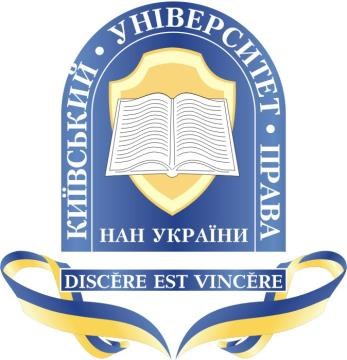 КИЇВСЬКИЙ · УНІВЕРСИТЕТ · ПРАВА
НАН УКРАЇНИ
DISCĔRE EST VINCĔRE